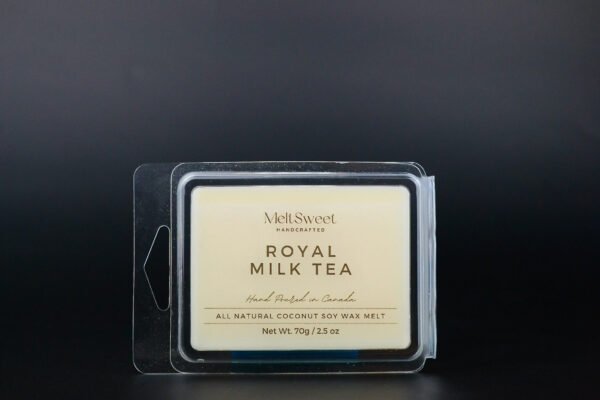 MeltSweet
HANDCRAFTED
ROYAL
MILK TEA
Hand Poured in Canada
ALL NATURAL COCONUT SOY WAX MELT
Net Wt. 70g / 2.5 oz